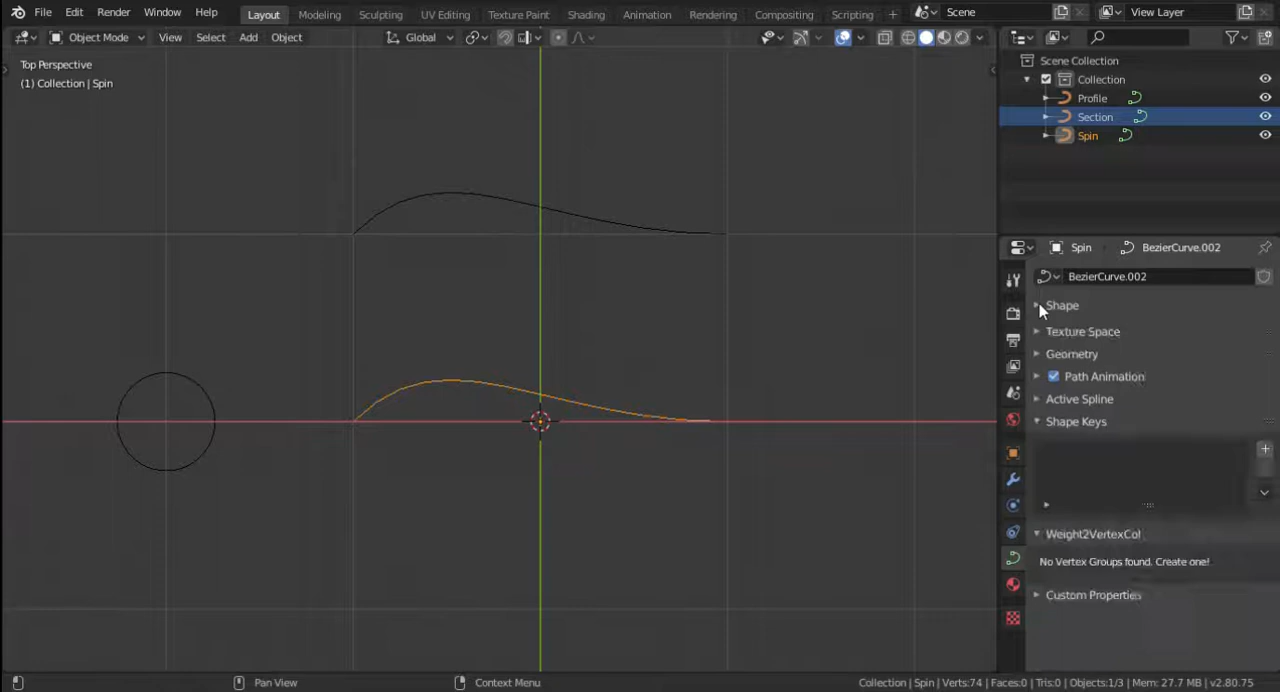 File Edit Render Window Help Layout Modeling Sculpting UV Editing Texture Paint Shading Animation Rendering Compositing Scripting + Scene View Layer
Object Mode View Select Add Object Global
Top Perspective
(1) Collection | Spin
Scene Collection
Collection
Profile
Section
Spin
Spin BezierCurve.002
BezierCurve.002
Shape
Texture Space
Geometry
Path Animation
Active Spline
Shape Keys
Weight2VertexCol
No Vertex Groups found. Create one!
Custom Properties
Pan View Context Menu Collection | Spin | Verts:74 | Faces:0 | Tris:0 | Objects:1/3 | Mem: 27.7 MB | v2.80.75